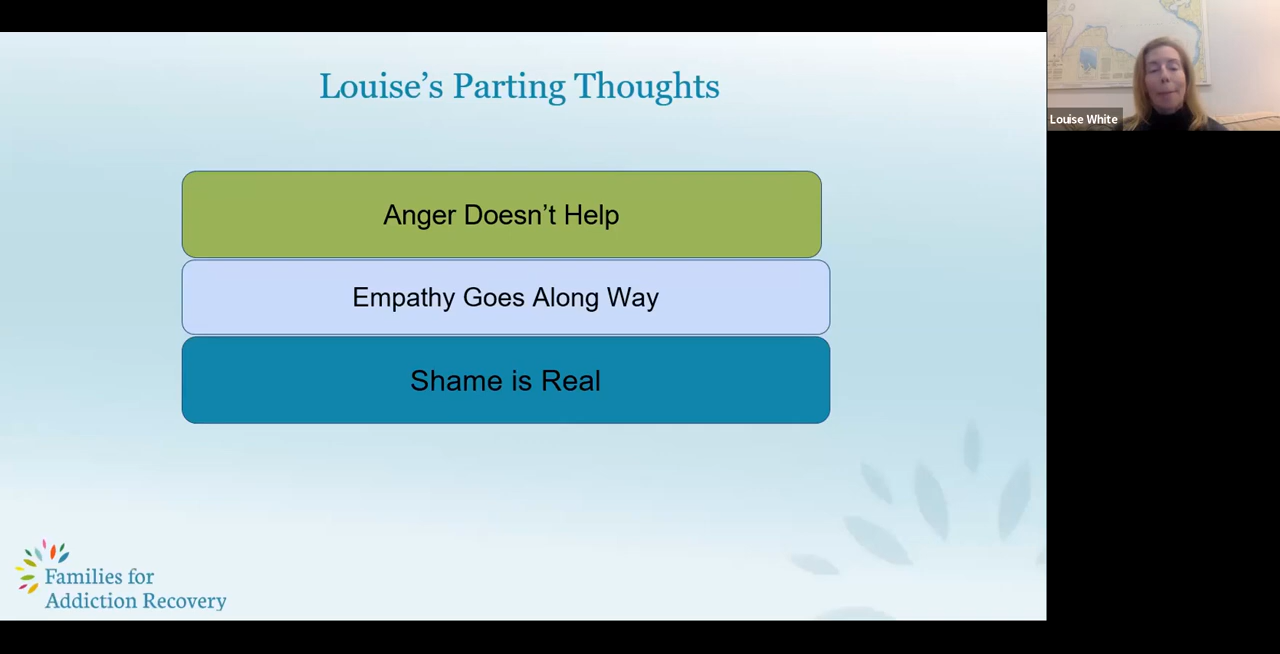 Louise’s Parting Thoughts
Louise White
Anger Doesn’t Help
Empathy Goes Along Way
Shame is Real
Families for
Addiction Recovery